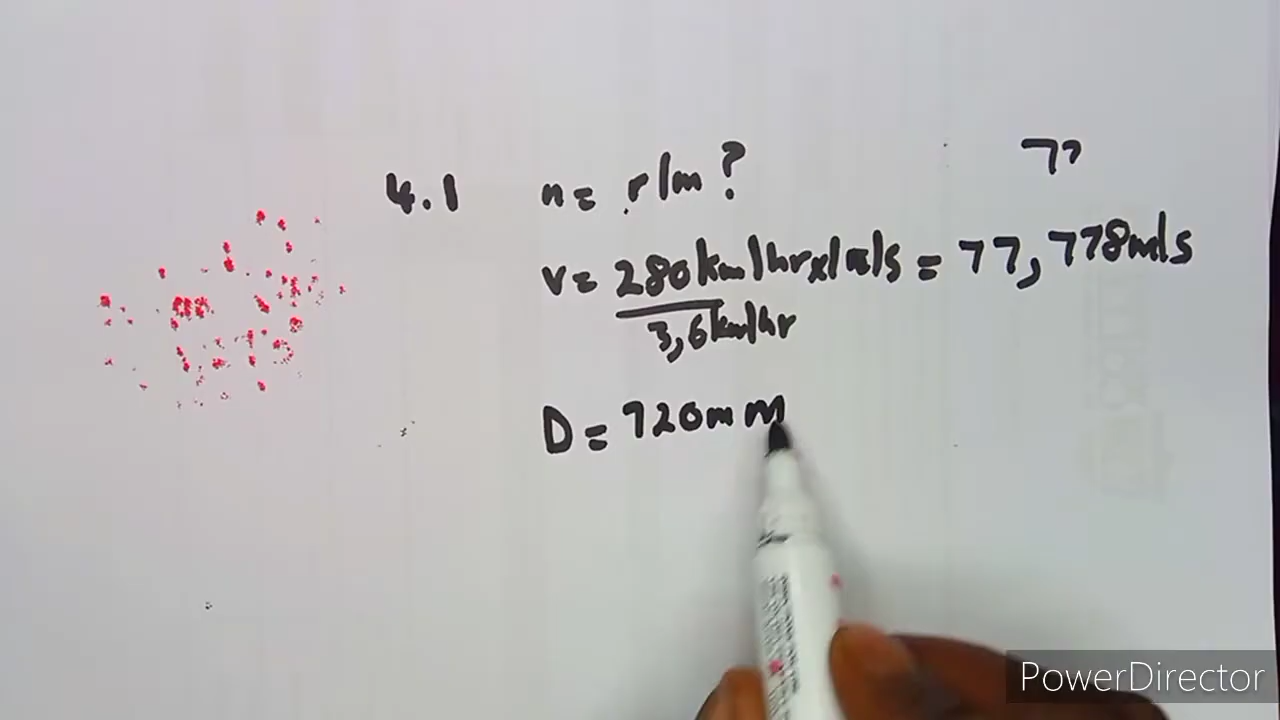 77
4.1 n= r/m ?
v= 280km/hr x 1m/s = 77,778m/s
3,6km/hr
D= 720mm
PowerDirector